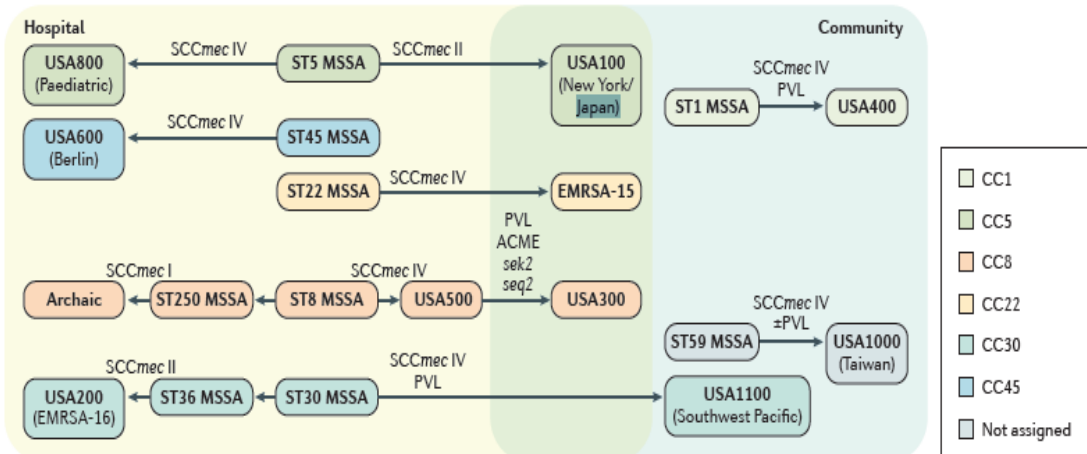 Hospital
Community
SCCmec IV
SCCmec II
USA800
(Paediatric)
ST5 MSSA
USA100
(New York/
Japan)
SCCmec IV
PVL
ST1 MSSA
USA400
SCCmec IV
USA600
(Berlin)
ST45 MSSA
ST22 MSSA
SCCmec IV
EMRSA-15
PVL
ACME
sek2
seq2
SCCmec I
SCCmec IV
Archaic
ST250 MSSA
ST8 MSSA
USA500
USA300
SCCmec IV
±PVL
ST59 MSSA
USA1000
(Taiwan)
SCCmec II
SCCmec IV
PVL
USA200
(EMRSA-16)
ST36 MSSA
ST30 MSSA
USA1100
(Southwest Pacific)
CC1
CC5
CC8
CC22
CC30
CC45
Not assigned